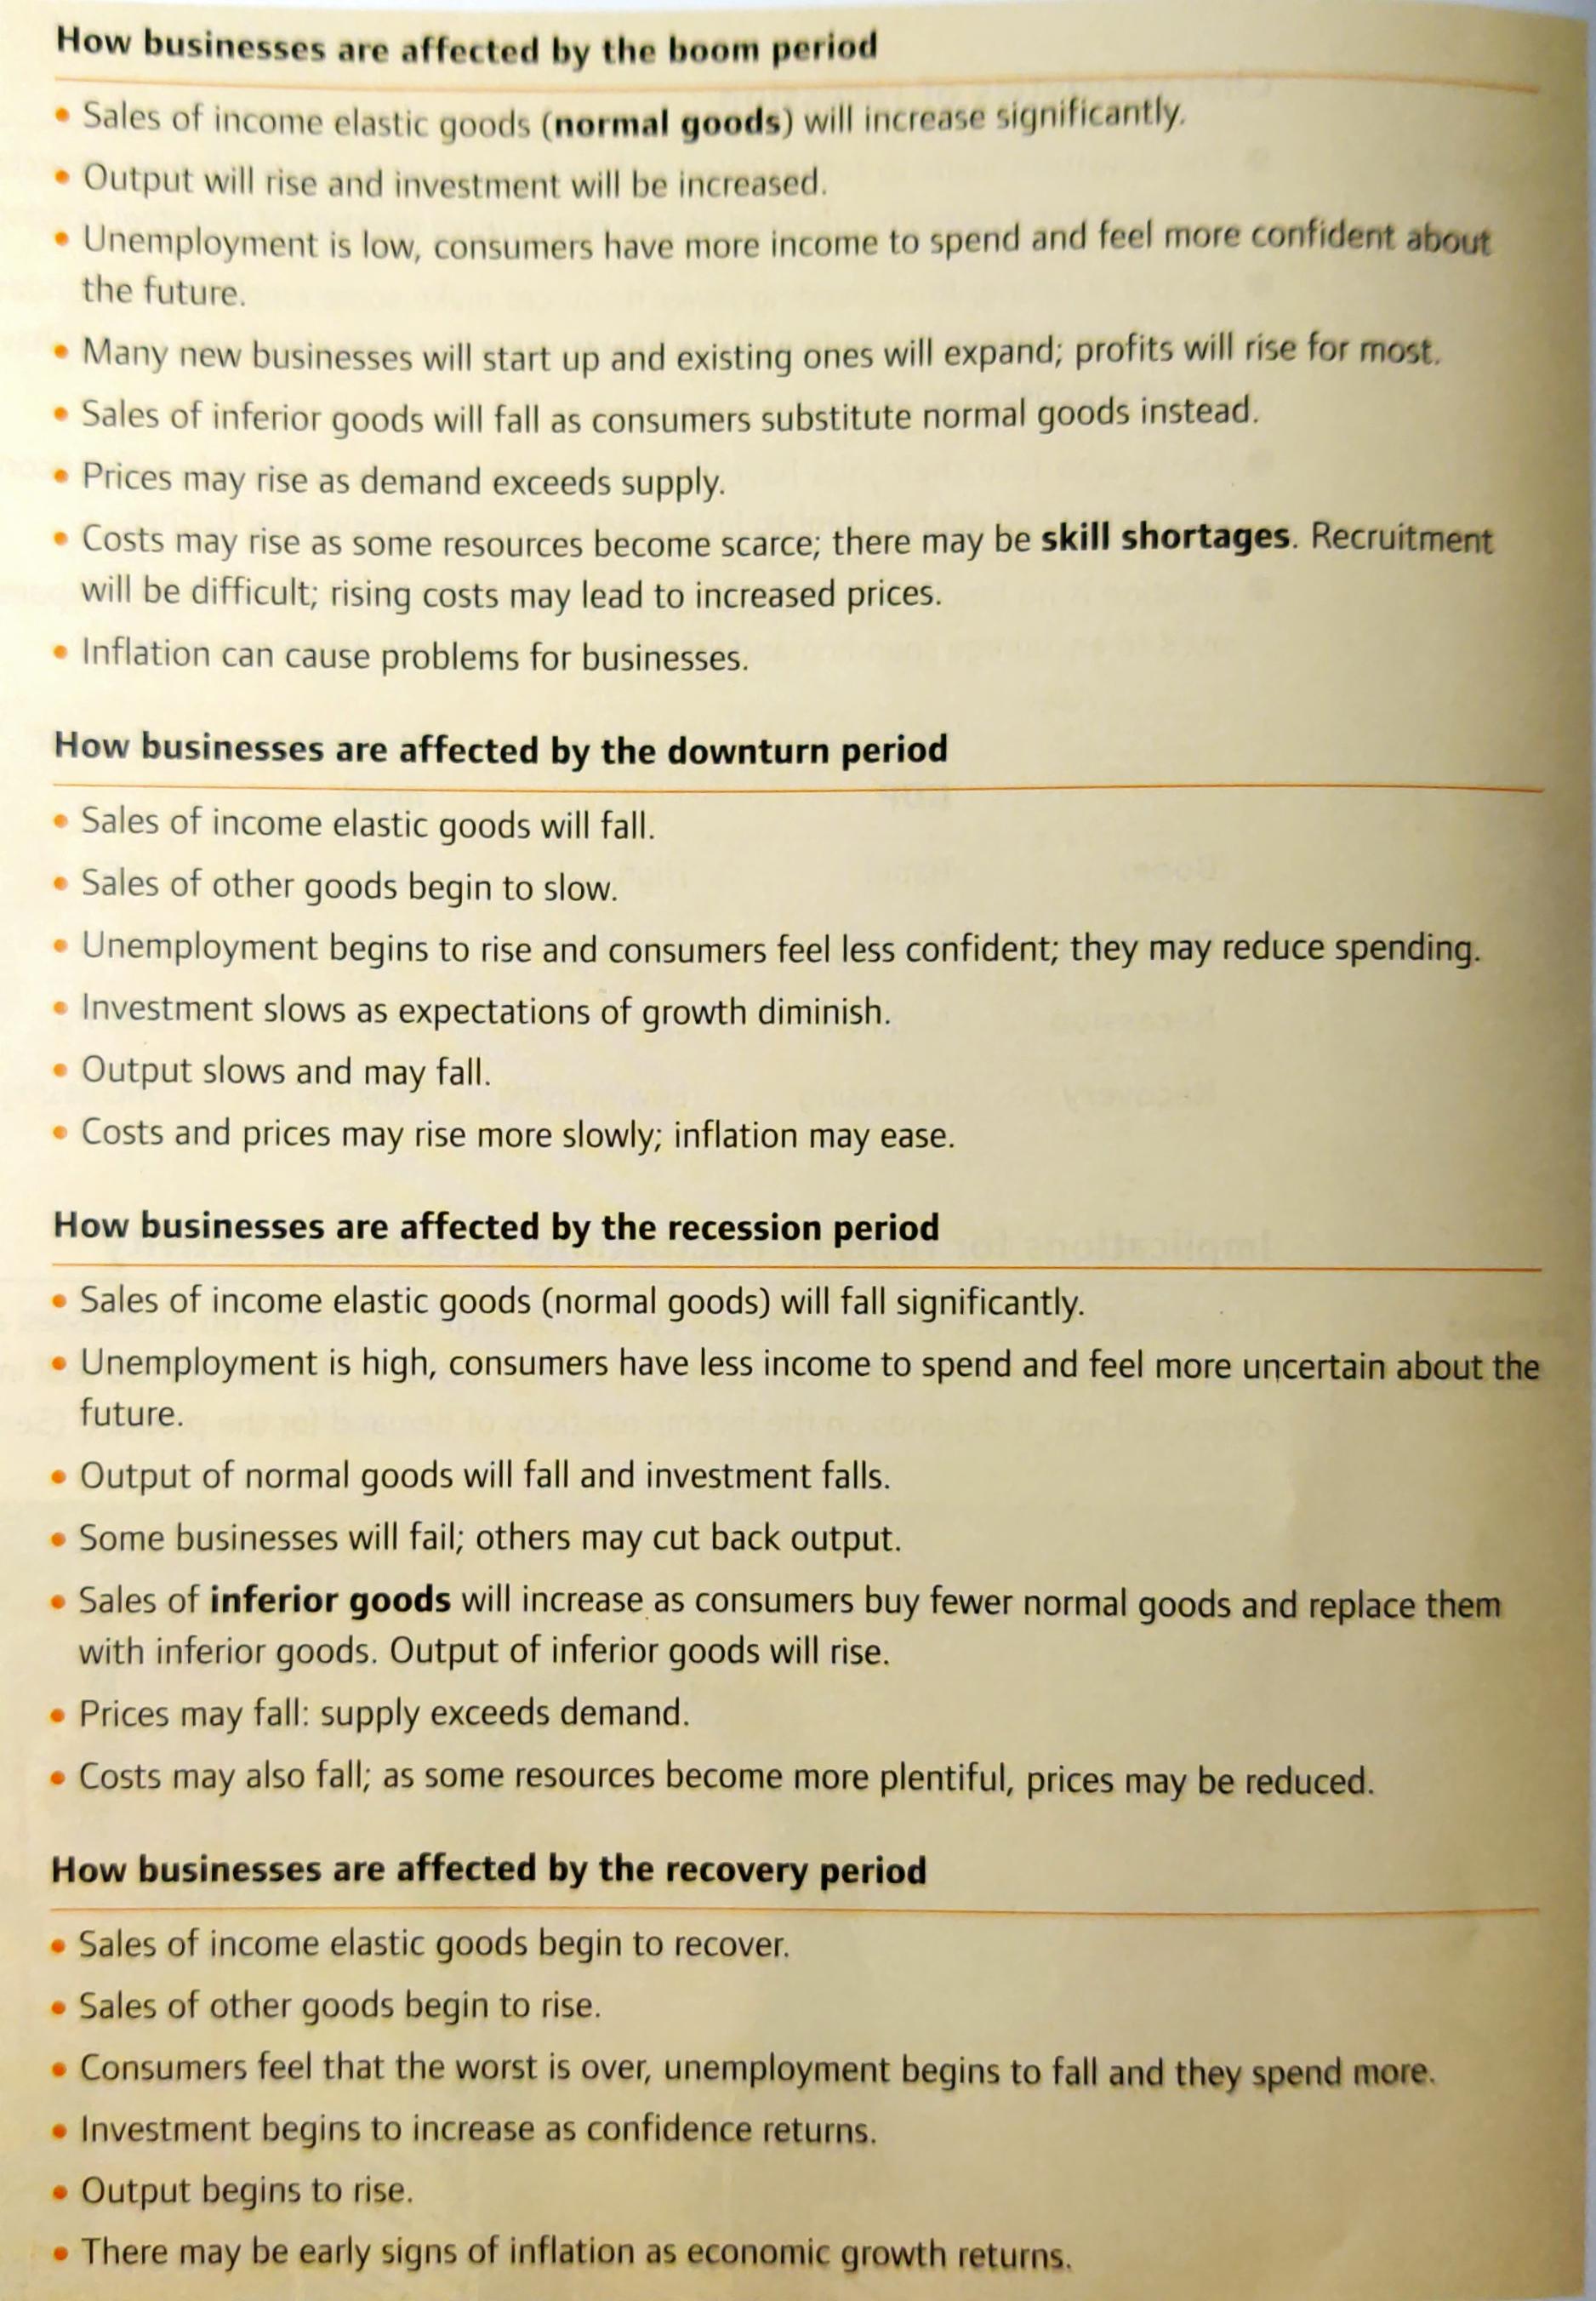 How businesses are affected by the boom period
• Sales of income elastic goods (normal goods) will increase significantly.
• Output will rise and investment will be increased.
• Unemployment is low, consumers have more income to spend and feel more confident about
the future.
• Many new businesses will start up and existing ones will expand; profits will rise for most.
• Sales of inferior goods will fall as consumers substitute normal goods instead.
• Prices may rise as demand exceeds supply.
• Costs may rise as some resources become scarce; there may be skill shortages. Recruitment
will be difficult; rising costs may lead to increased prices.
• Inflation can cause problems for businesses.
How businesses are affected by the downturn period
• Sales of income elastic goods will fall.
• Sales of other goods begin to slow.
• Unemployment begins to rise and consumers feel less confident; they may reduce spending.
• Investment slows as expectations of growth diminish.
• Output slows and may fall.
• Costs and prices may rise more slowly; inflation may ease.
How businesses are affected by the recession period
• Sales of income elastic goods (normal goods) will fall significantly.
• Unemployment is high, consumers have less income to spend and feel more uncertain about the
future.
• Output of normal goods will fall and investment falls.
• Some businesses will fail; others may cut back output.
• Sales of inferior goods will increase as consumers buy fewer normal goods and replace them
with inferior goods. Output of inferior goods will rise.
• Prices may fall: supply exceeds demand.
• Costs may also fall; as some resources become more plentiful, prices may be reduced.
How businesses are affected by the recovery period
• Sales of income elastic goods begin to recover.
• Sales of other goods begin to rise.
• Consumers feel that the worst is over, unemployment begins to fall and they spend more.
• Investment begins to increase as confidence returns.
• Output begins to rise.
• There may be early signs of inflation as economic growth returns.